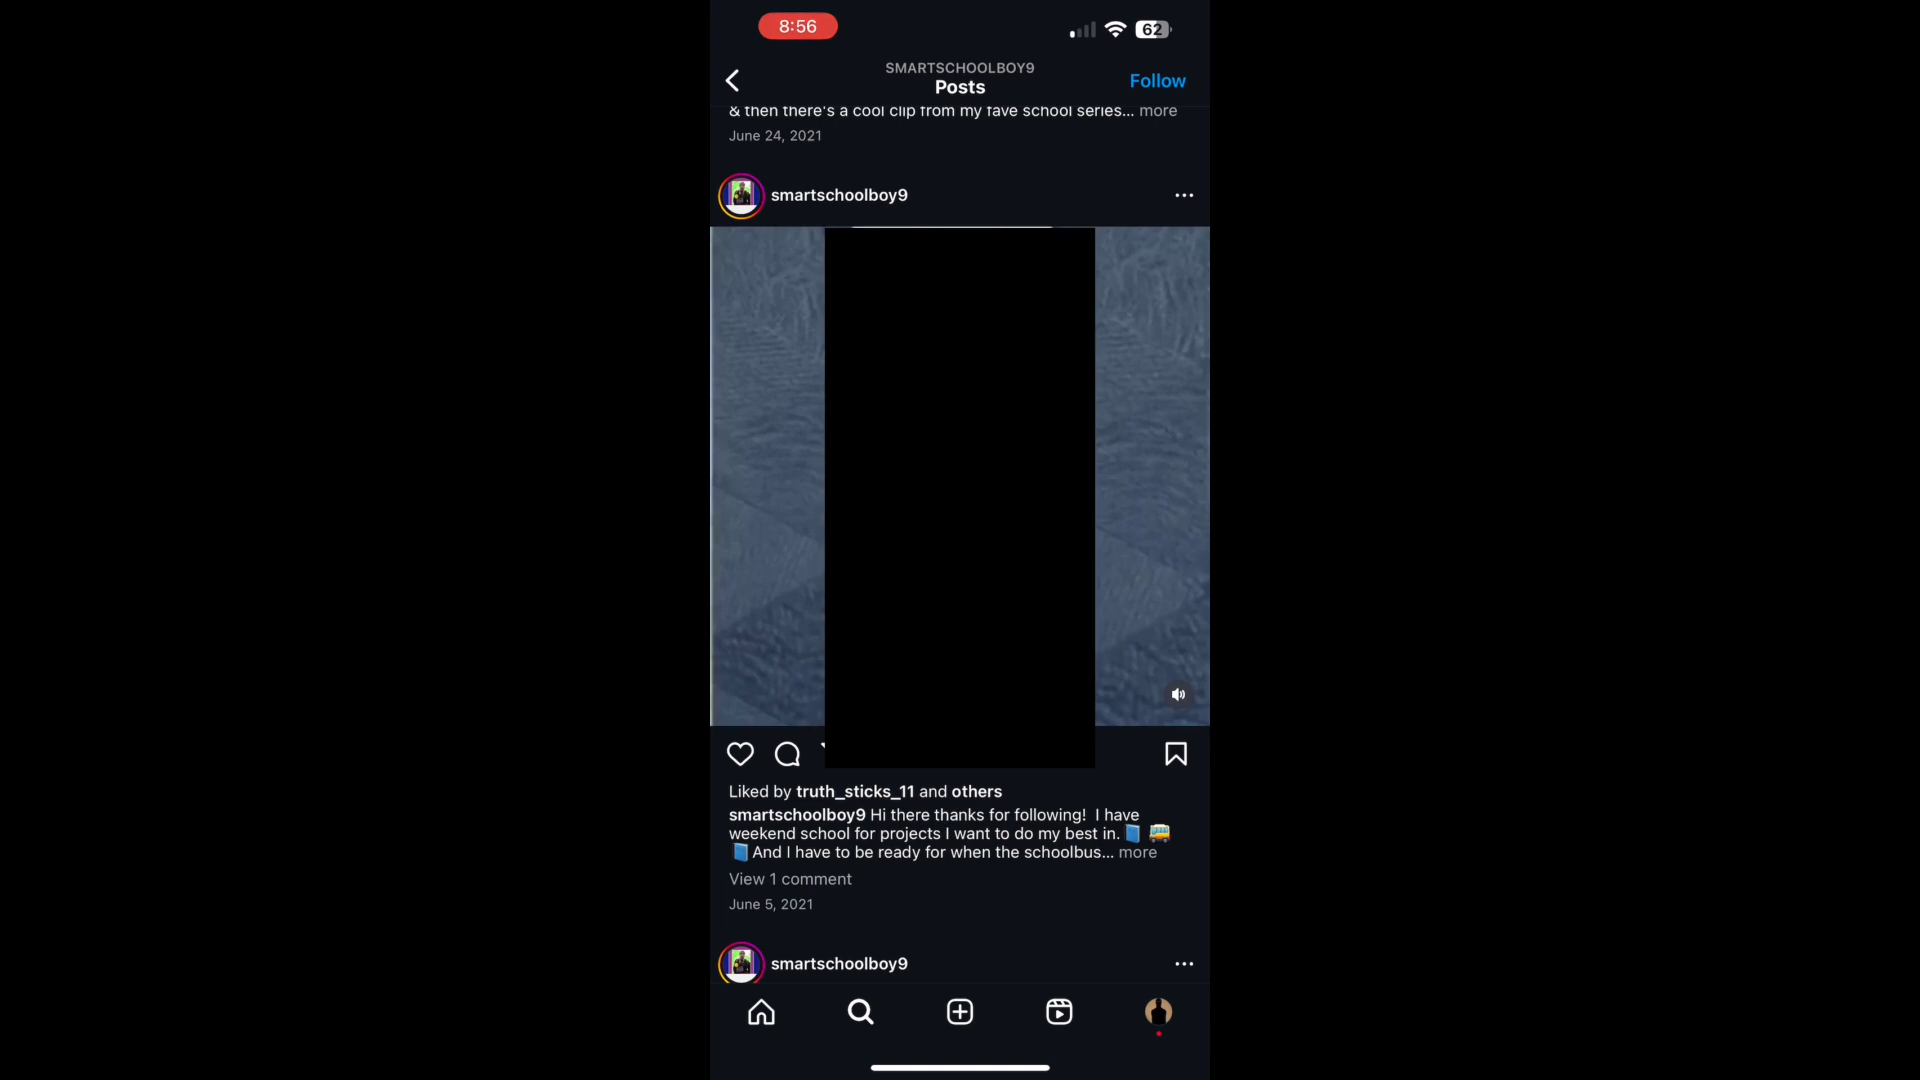 8:56
62
SMARTSCHOOLBOY9
Posts
Follow
& then there's a cool clip from my fave school series... more
June 24, 2021
smartschoolboy9
Liked by truth_sticks_11 and others
smartschoolboy9 Hi there thanks for following!  I have
weekend school for projects I want to do my best in.📘 🚌
📘And I have to be ready for when the schoolbus... more
View 1 comment
June 5, 2021
smartschoolboy9